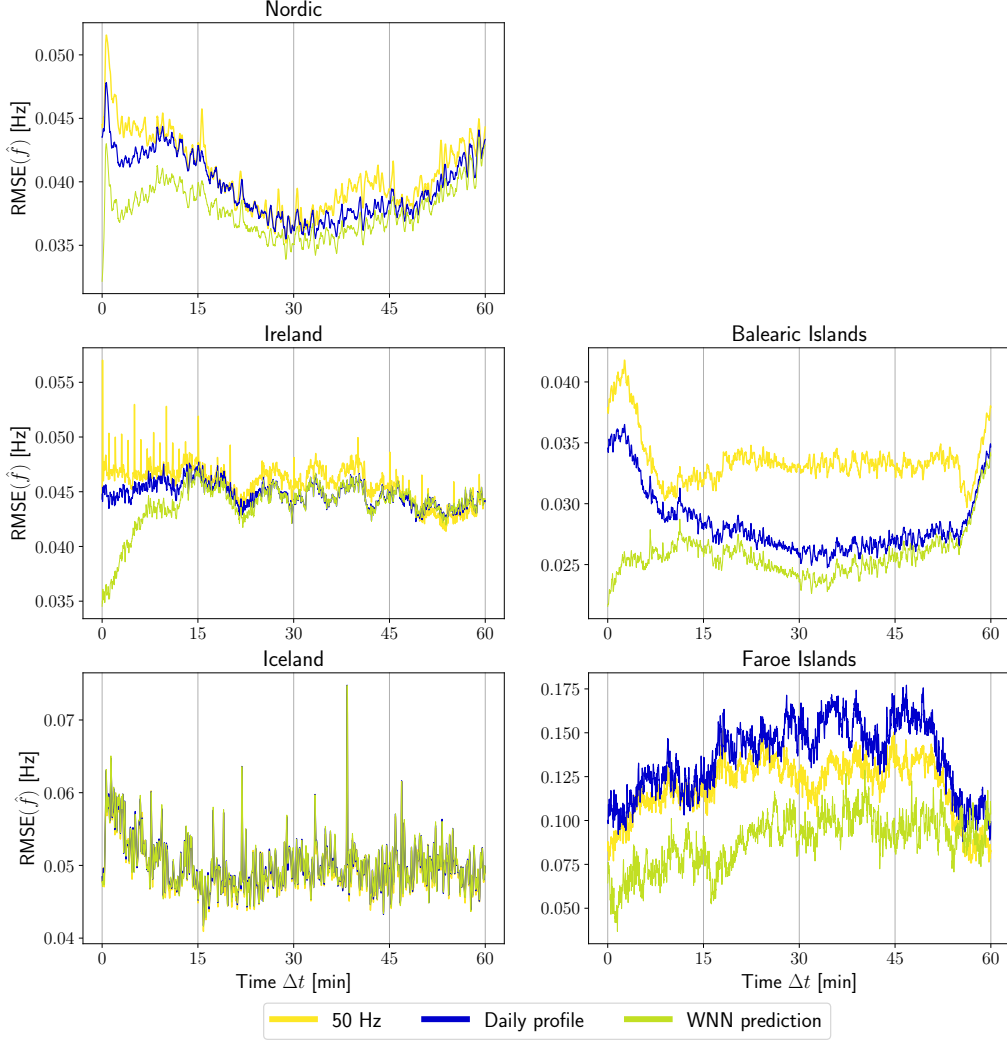 Nordic
RMSE(f̂) [Hz]
0.050
0.045
0.040
0.035
0 15 30 45 60
Ireland
RMSE(f̂) [Hz]
0.055
0.050
0.045
0.040
0.035
0 15 30 45 60
Balearic Islands
0.040
0.035
0.030
0.025
0 15 30 45 60
Iceland
RMSE(f̂) [Hz]
0.07
0.06
0.05
0.04
0 15 30 45 60
Time Δt [min]
Faroe Islands
0.175
0.150
0.125
0.100
0.075
0.050
0 15 30 45 60
Time Δt [min]
50 Hz Daily profile WNN prediction